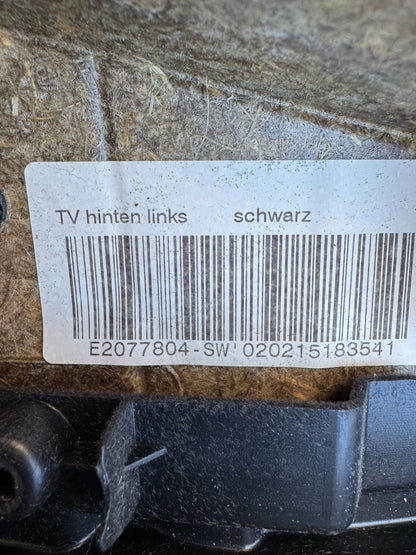 TV hinten links schwarz
E2077804-SW'020215183541